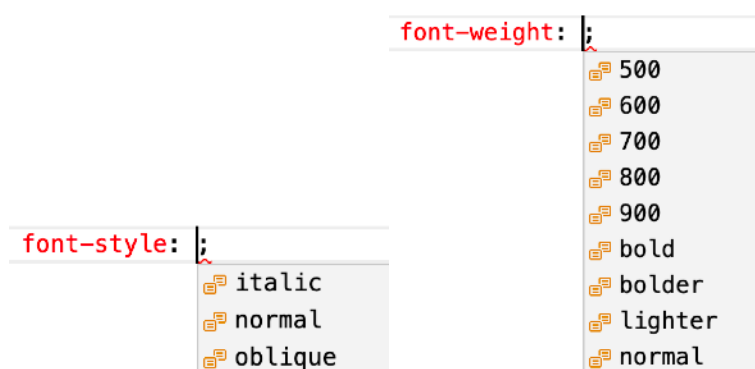 font-weight: ;
500
600
700
800
900
bold
bolder
lighter
normal
font-style: ;
italic
normal
oblique